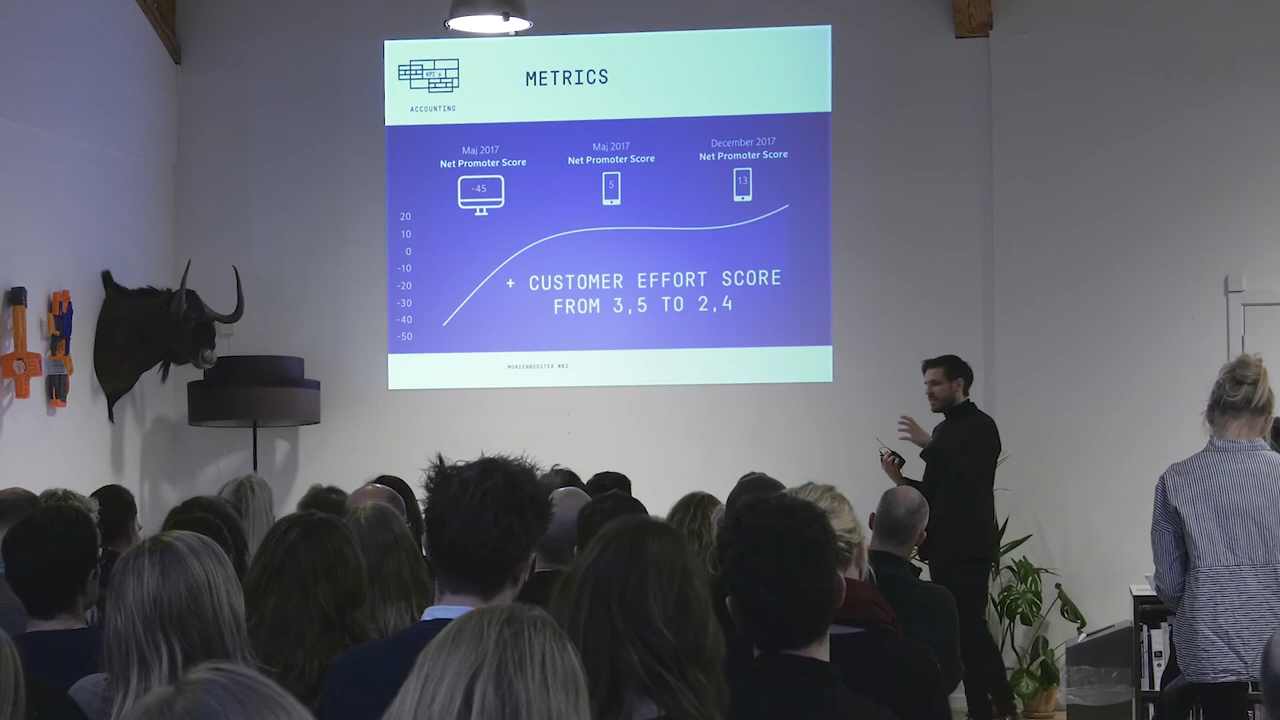 KPI's
ACCOUNTING
METRICS
Maj 2017
Net Promoter Score
-45
Maj 2017
Net Promoter Score
5
December 2017
Net Promoter Score
13
20
10
0
-10
-20
-30
-40
-50
+ CUSTOMER EFFORT SCORE
FROM 3,5 TO 2,4